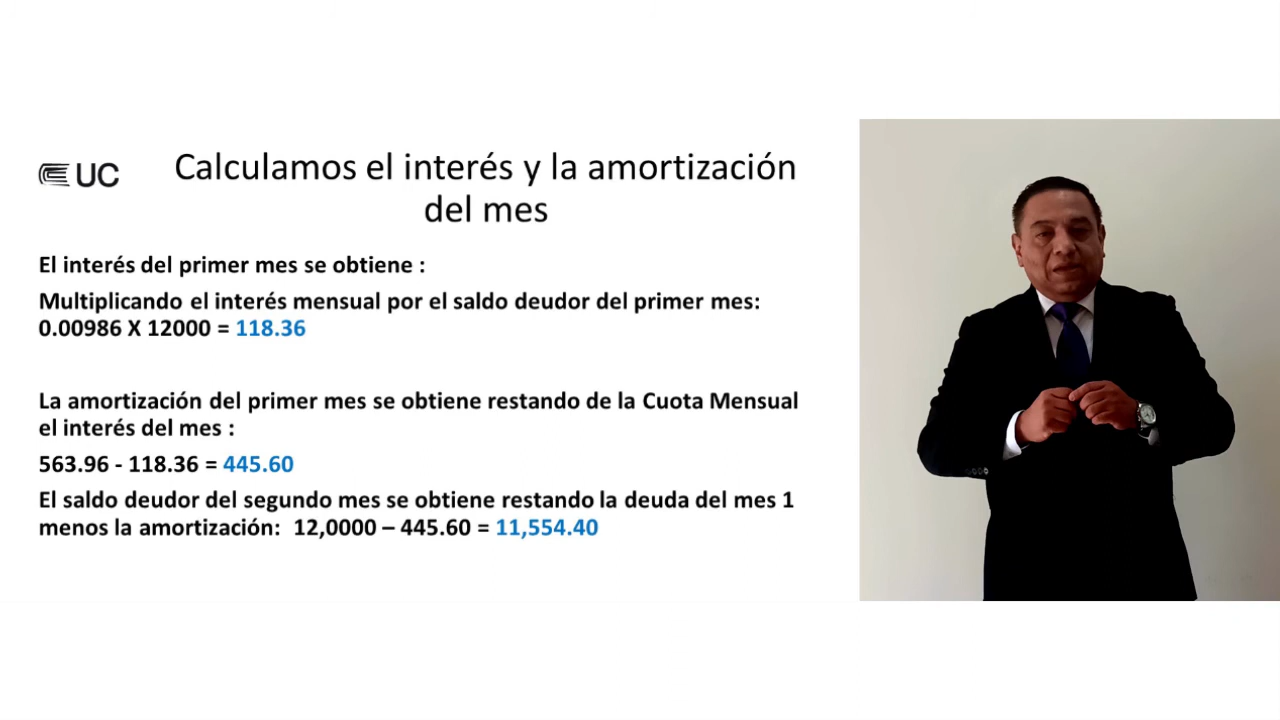 UC
Calculamos el interés y la amortización
del mes
El interés del primer mes se obtiene :
Multiplicando el interés mensual por el saldo deudor del primer mes:
0.00986 X 12000 = 118.36
La amortización del primer mes se obtiene restando de la Cuota Mensual
el interés del mes :
563.96 - 118.36 = 445.60
El saldo deudor del segundo mes se obtiene restando la deuda del mes 1
menos la amortización: 12,0000 – 445.60 = 11,554.40